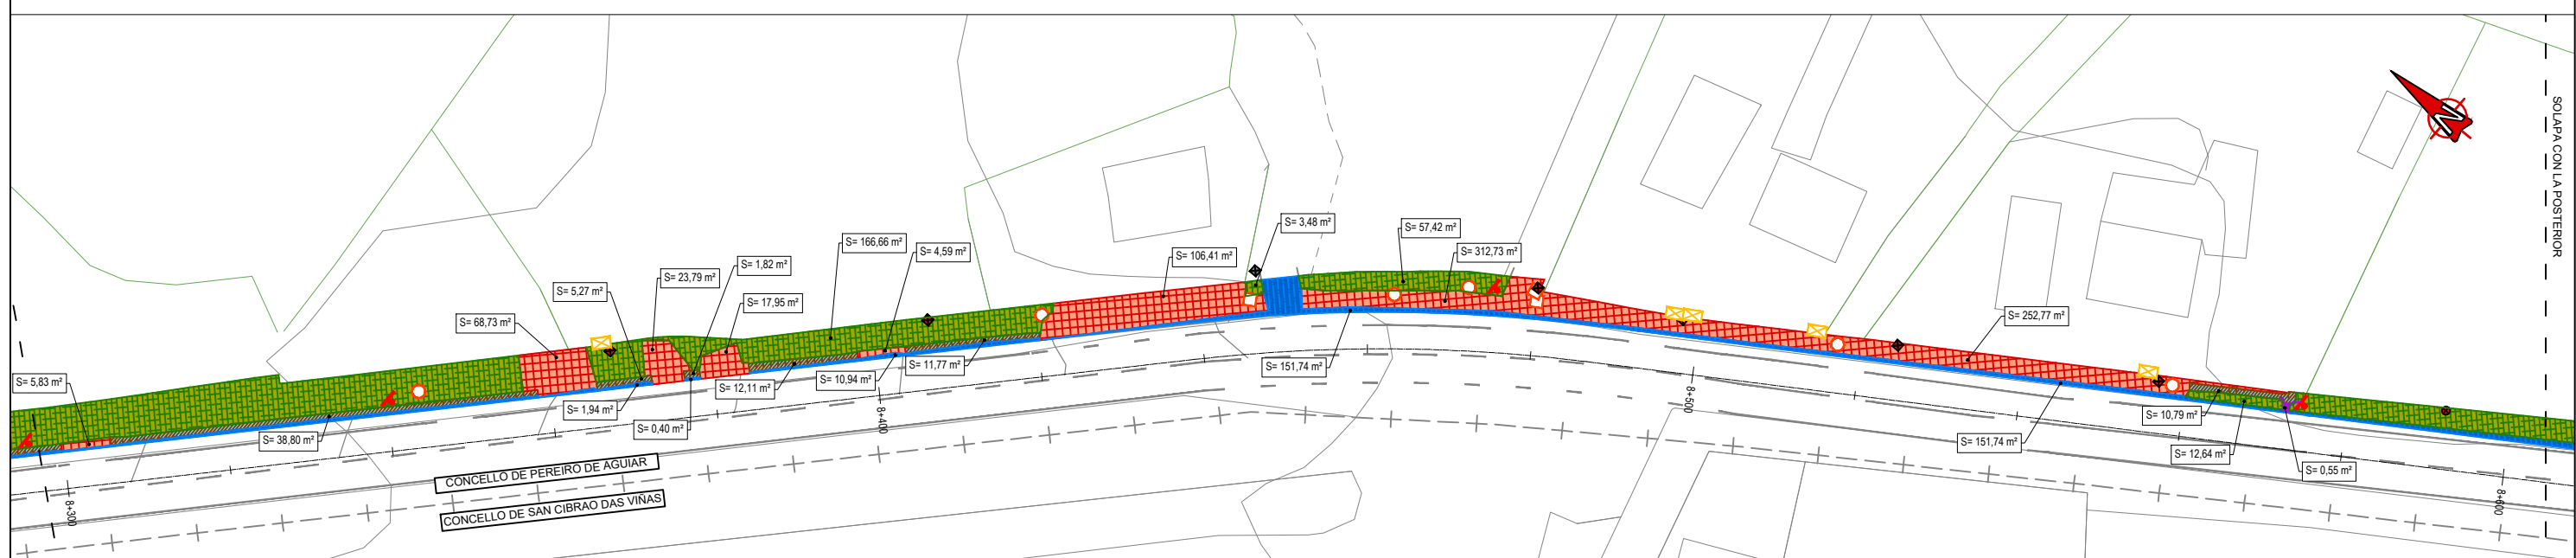 S= 3,48 m²
S= 57,42 m²
S= 166,66 m²
S= 4,59 m²
S= 106,41 m²
S= 312,73 m²
S= 1,82 m²
S= 23,79 m²
S= 5,27 m²
S= 17,95 m²
S= 68,73 m²
S= 252,77 m²
S= 5,83 m²
S= 11,77 m²
S= 151,74 m²
S= 10,94 m²
S= 12,11 m²
S= 1,94 m²
S= 0,40 m²
S= 38,80 m²
S= 10,79 m²
S= 151,74 m²
S= 12,64 m²
S= 0,55 m²
8+300
8+400
8+500
8+600
CONCELLO DE PEREIRO DE AGUIAR
CONCELLO DE SAN CIBRAO DAS VIÑAS
SOLAPA CON LA POSTERIOR
N